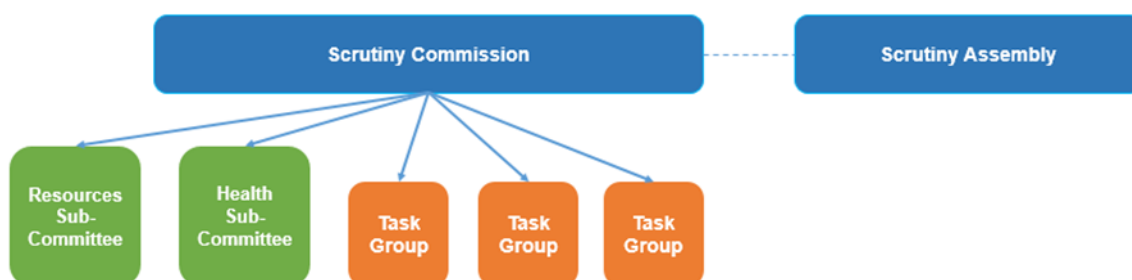 Scrutiny Commission
Scrutiny Assembly
Resources
Sub-
Committee
Health
Sub-
Committee
Task
Group
Task
Group
Task
Group